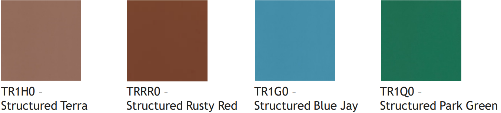 TR1H0 -
Structured Terra
TRRR0 -
Structured Rusty Red
TR1G0 -
Structured Blue Jay
TR1Q0 -
Structured Park Green